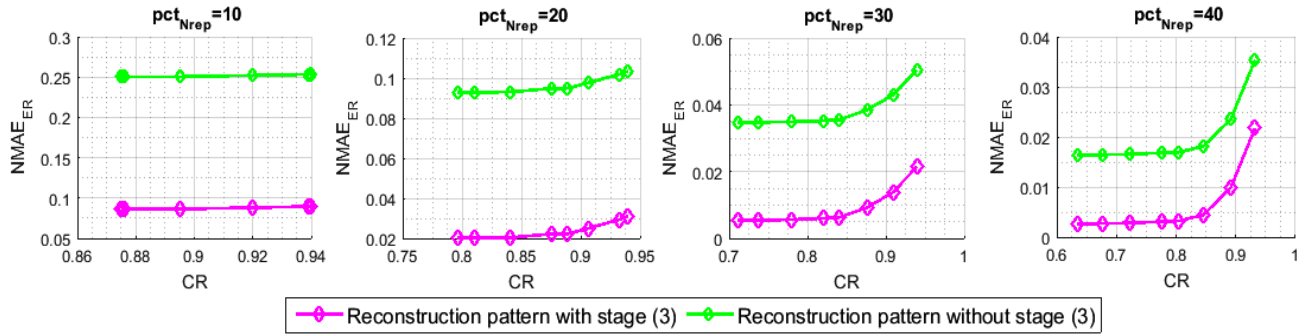 pct_Nrep=10
NMAE_ER
0.3
0.25
0.2
0.15
0.1
0.05
0.86 0.88 0.9 0.92 0.94
CR
pct_Nrep=20
NMAE_ER
0.12
0.1
0.08
0.06
0.04
0.02
0.75 0.8 0.85 0.9 0.95
CR
pct_Nrep=30
NMAE_ER
0.06
0.04
0.02
0
0.7 0.8 0.9 1
CR
pct_Nrep=40
NMAE_ER
0.04
0.03
0.02
0.01
0
0.6 0.7 0.8 0.9 1
CR
Reconstruction pattern with stage (3) Reconstruction pattern without stage (3)